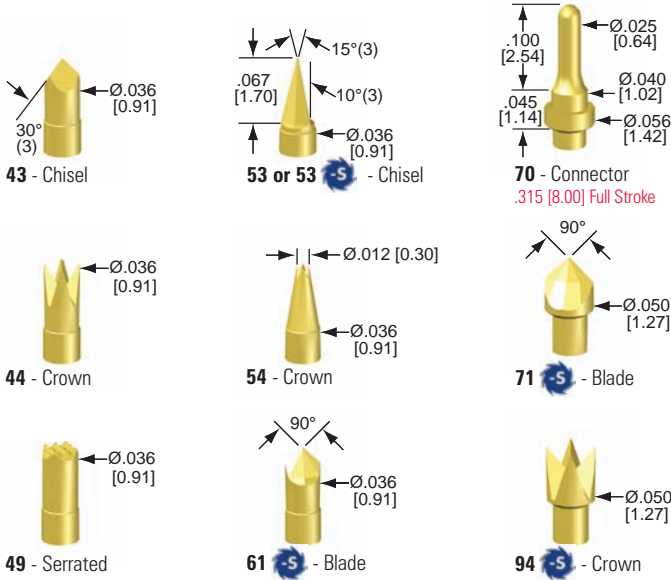 30°
(3)
Ø.036
[0.91]
43 - Chisel
15°(3)
.067
[1.70]
10°(3)
Ø.036
[0.91]
53 or 53 -S - Chisel
.100
[2.54]
Ø.025
[0.64]
.045
[1.14]
Ø.040
[1.02]
Ø.056
[1.42]
70 - Connector
.315 [8.00] Full Stroke
Ø.036
[0.91]
44 - Crown
Ø.012 [0.30]
Ø.036
[0.91]
54 - Crown
90°
Ø.050
[1.27]
71 -S - Blade
Ø.036
[0.91]
49 - Serrated
90°
Ø.036
[0.91]
61 -S - Blade
Ø.050
[1.27]
94 -S - Crown